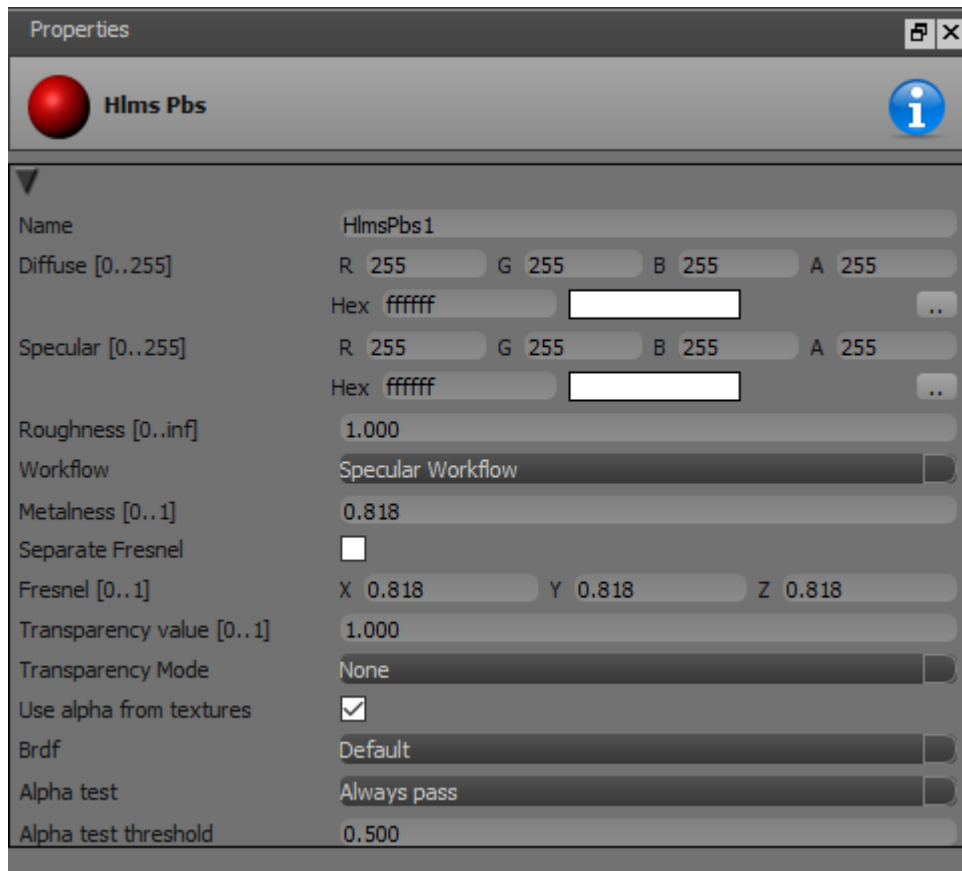 Properties
Hlms Pbs
Name HlmsPbs1
Diffuse [0..255] R 255 G 255 B 255 A 255
Hex ffffff ..
Specular [0..255] R 255 G 255 B 255 A 255
Hex ffffff ..
Roughness [0..inf] 1.000
Workflow Specular Workflow
Metalness [0..1] 0.818
Separate Fresnel
Fresnel [0..1] X 0.818 Y 0.818 Z 0.818
Transparency value [0..1] 1.000
Transparency Mode None
Use alpha from textures
Brdf Default
Alpha test Always pass
Alpha test threshold 0.500